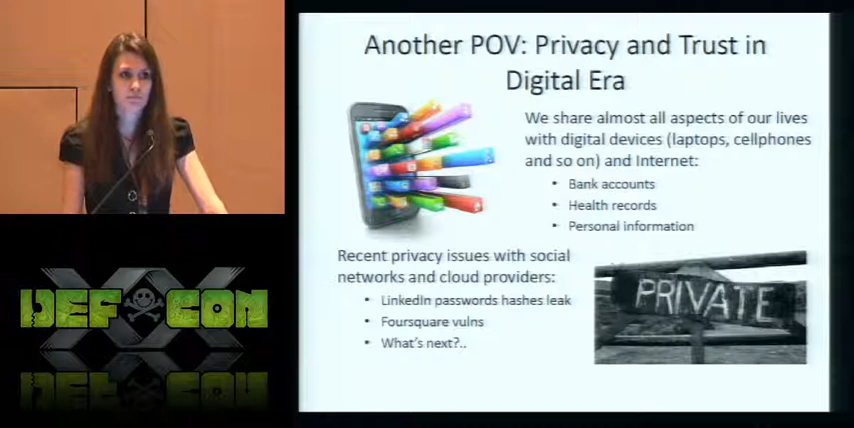 Another POV: Privacy and Trust in
Digital Era
We share almost all aspects of our lives
with digital devices (laptops, cellphones
and so on) and Internet:
• Bank accounts
• Health records
• Personal information
Recent privacy issues with social
networks and cloud providers:
• LinkedIn passwords hashes leak
• Foursquare vulns
• What's next?..
PRIVATE
XX
DEF CON